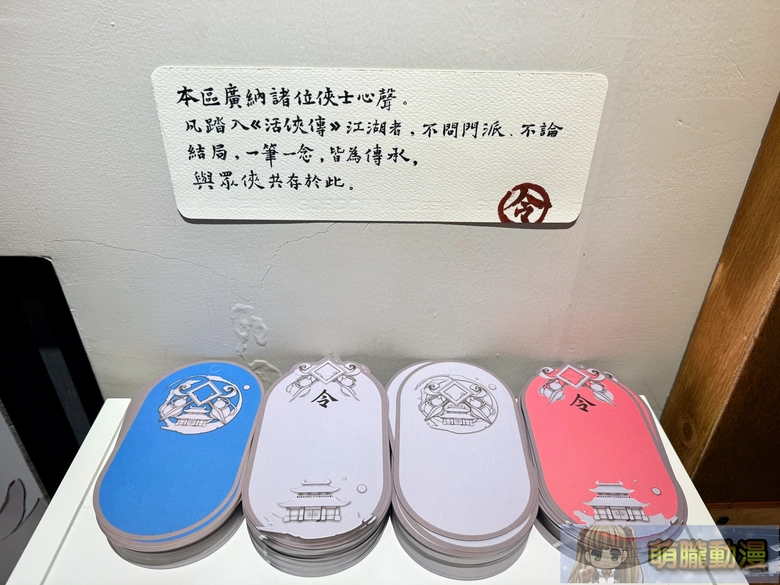 本區廣納諸位俠士心聲。
凡踏入《活俠傳》江湖者，不問門派、不論
結局，一筆一念，皆為傳承，
與眾俠共存於此。
令
令
令
萌朧動漫